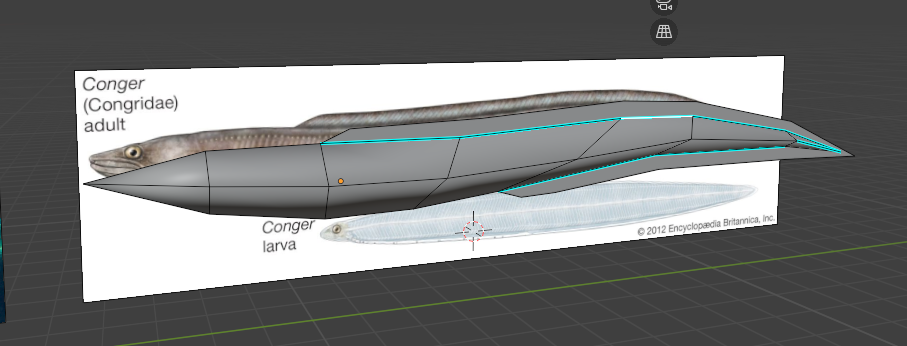 Conger
(Congridae)
adult
Conger
larva
© 2012 Encyclopædia Britannica, Inc.